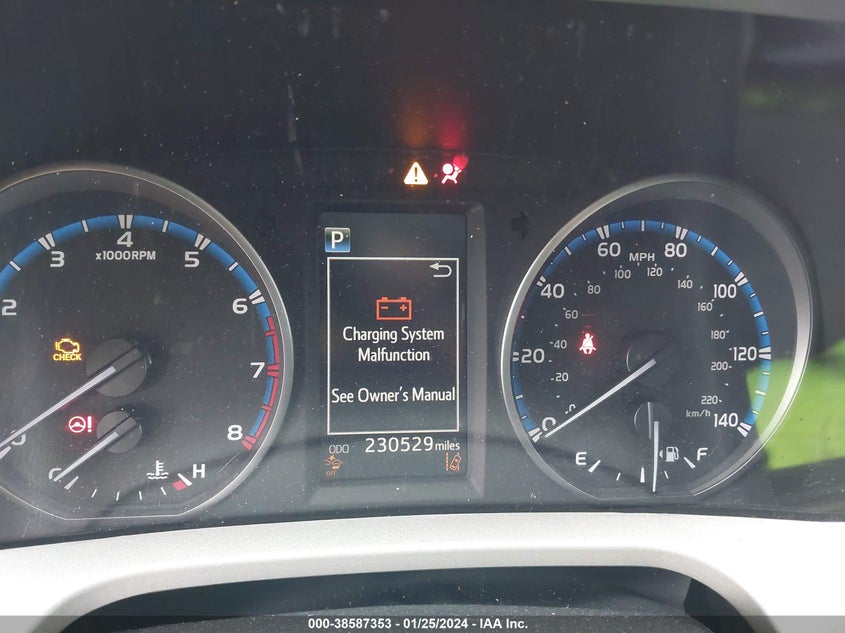 2 3 4 5 6 7 8
x1000RPM
CHECK
H
P
Charging System
Malfunction
See Owner's Manual
ODO 230529 miles
OFF
0 20 40 60 80 100 120 140
MPH
20 40 60 80 100 120 140 160 180 200 220
km/h
E F
000-38587353 - 01/25/2024 - IAA Inc.